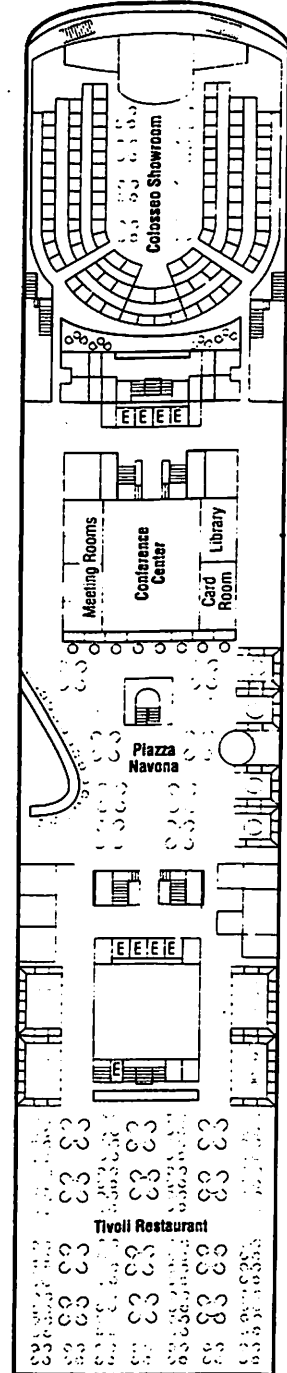 Colosseo Showroom
E E E E
Meeting Rooms
Conference
Center
Library
Card
Room
Piazza
Navona
E E E E
E
Tivoli Restaurant